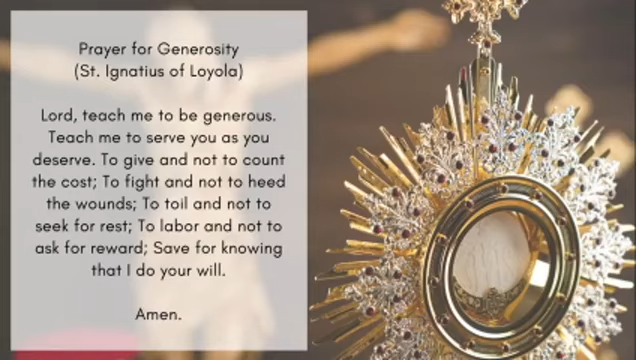 Prayer for Generosity
(St. Ignatius of Loyola)
Lord, teach me to be generous.
Teach me to serve you as you
deserve. To give and not to count
the cost; To fight and not to heed
the wounds; To toil and not to
seek for rest; To labor and not to
ask for reward; Save for knowing
that I do your will.
Amen.